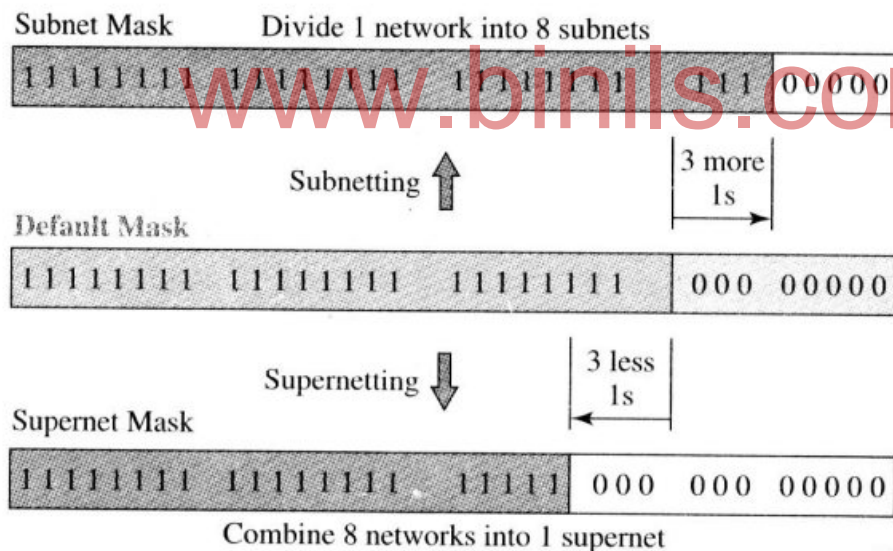 Subnet Mask Divide 1 network into 8 subnets
11111111 11111111 11111111 111 00000
www.binils.com
Subnetting
3 more
1s
Default Mask
11111111 11111111 11111111 000 00000
Supernetting
3 less
1s
Supernet Mask
11111111 11111111 11111 000 000 00000
Combine 8 networks into 1 supernet